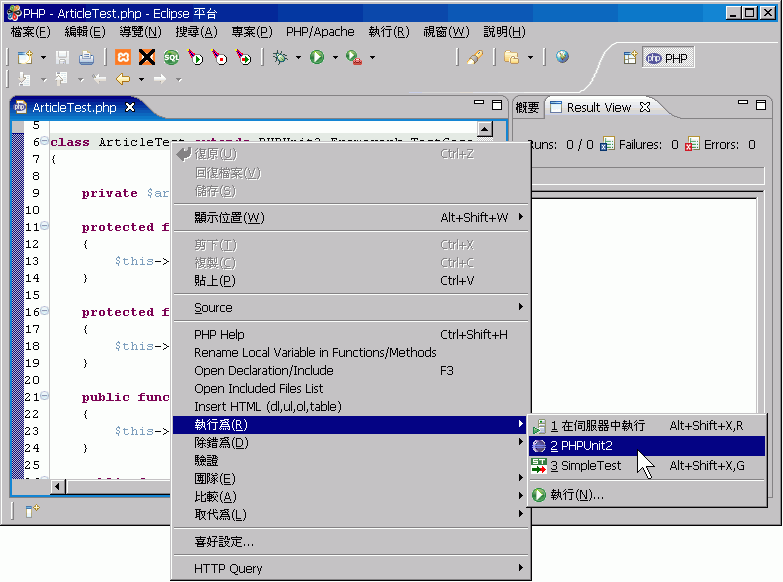 PHP - ArticleTest.php - Eclipse 平台
檔案(F) 編輯(E) 導覽(N) 搜尋(A) 專案(P) PHP/Apache 執行(R) 視窗(W) 說明(H)
SQL
PHP
ArticleTest.php
概要 Result View
5
6 class ArticleTest extends PHPUnit2_Framework_TestCase
7 {
8
9 private $ar
10
11 protected f
12 {
13 $this->
14 }
15
16 protected f
17 {
18 $this->
19 }
20
21 public func
22 {
23 $this->
24 }
25
Runs: 0 / 0 Failures: 0 Errors: 0
復原(U) Ctrl+Z
回復檔案(V)
儲存(S)
顯示位置(W) Alt+Shift+W
剪下(T) Ctrl+X
複製(C) Ctrl+C
貼上(P) Ctrl+V
Source
PHP Help Ctrl+Shift+H
Rename Local Variable in Functions/Methods
Open Declaration/Include F3
Open Included Files List
Insert HTML (dl,ul,ol,table)
執行為(R)
除錯為(D)
驗證
團隊(E)
比較(A)
取代為(L)
喜好設定...
HTTP Query
1 在伺服器中執行 Alt+Shift+X,R
2 PHPUnit2
3 SimpleTest Alt+Shift+X,G
執行(N)...